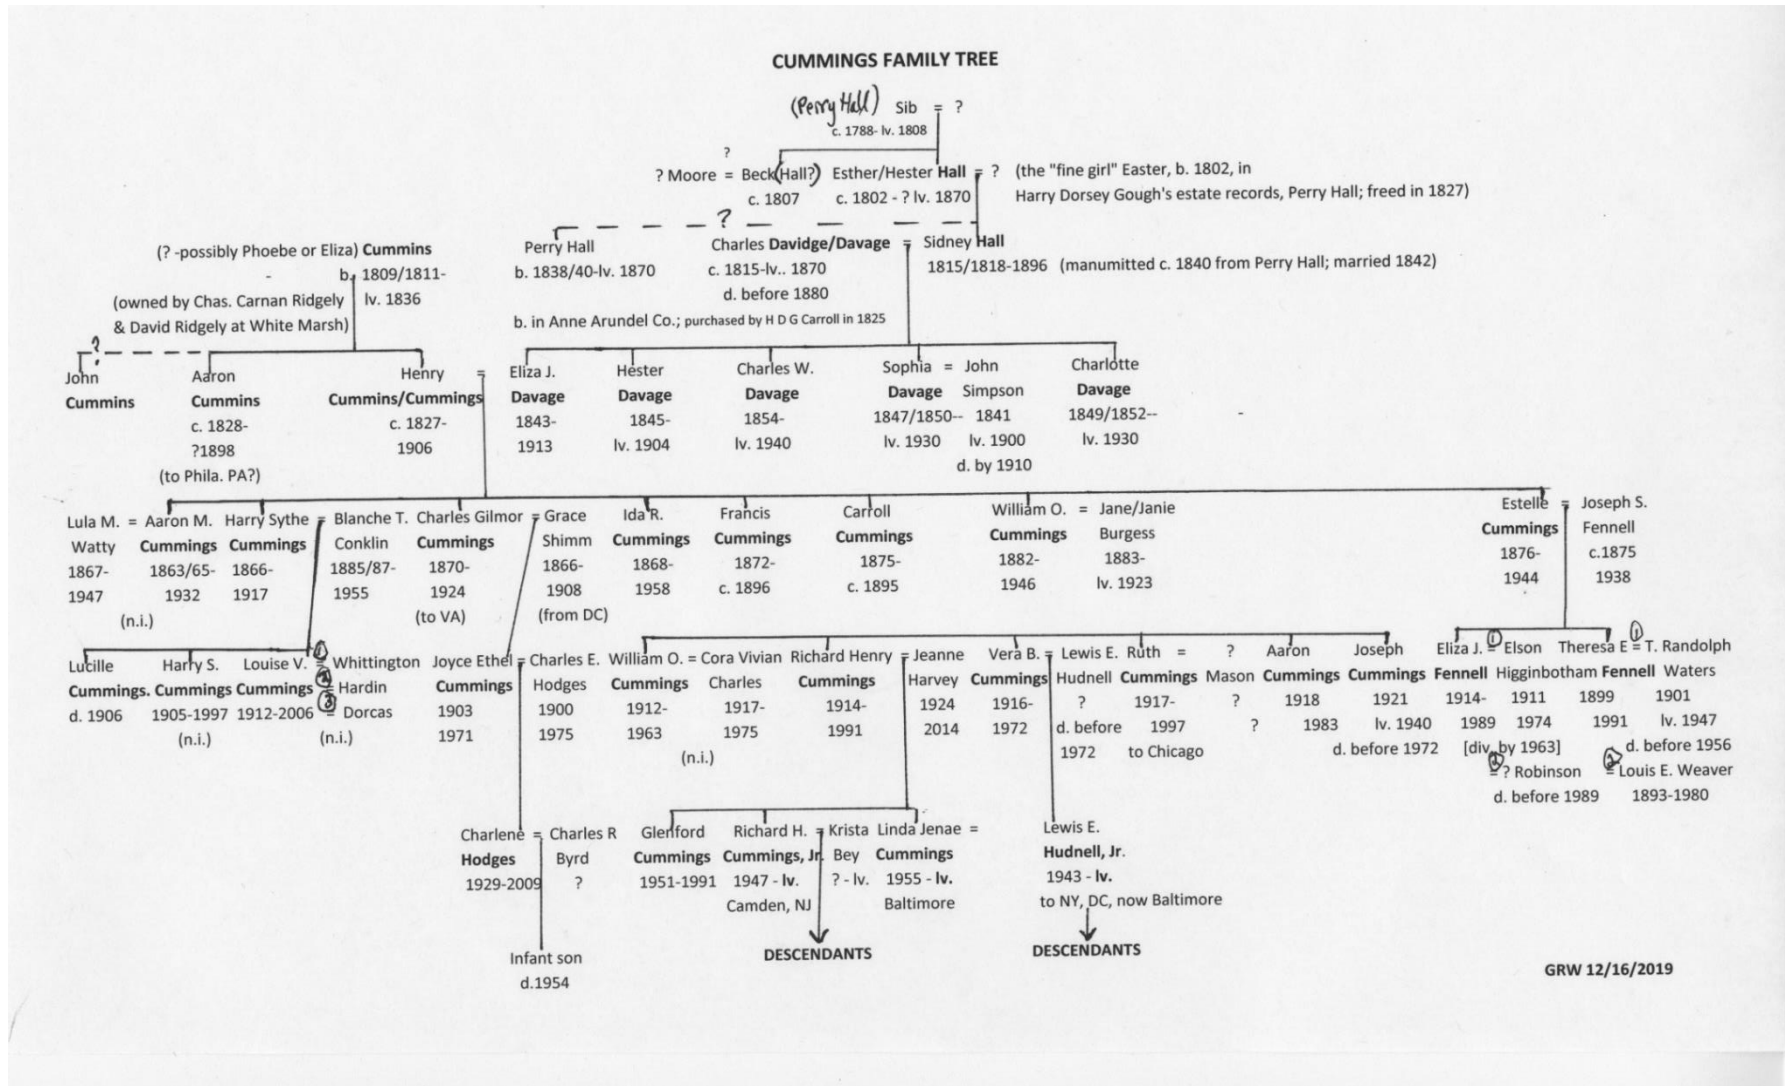 CUMMINGS FAMILY TREE
(Perry Hall) Sib = ?
c. 1788- lv. 1808
?
? Moore = Beck(Hall?) Esther/Hester Hall = ? (the "fine girl" Easter, b. 1802, in
c. 1807 c. 1802 - ? lv. 1870 Harry Dorsey Gough's estate records, Perry Hall; freed in 1827)
?
(? -possibly Phoebe or Eliza) Cummins Perry Hall Charles Davidge/Davage = Sidney Hall
- b. 1809/1811- b. 1838/40-lv. 1870 c. 1815-lv.. 1870 1815/1818-1896 (manumitted c. 1840 from Perry Hall; married 1842)
(owned by Chas. Carnan Ridgely lv. 1836 d. before 1880
& David Ridgely at White Marsh) b. in Anne Arundel Co.; purchased by H D G Carroll in 1825
?
John Aaron Henry = Eliza J. Hester Charles W. Sophia = John Charlotte
Cummins Cummins Cummins/Cummings Davage Davage Davage Davage Simpson Davage
c. 1828- c. 1827- 1843- 1845- 1854- 1847/1850-- 1841 1849/1852-- -
?1898 1906 1913 lv. 1904 lv. 1940 lv. 1930 lv. 1900 lv. 1930
(to Phila. PA?) d. by 1910
Lula M. = Aaron M. Harry Sythe = Blanche T. Charles Gilmor = Grace Ida R. Francis Carroll William O. = Jane/Janie Estelle = Joseph S.
Watty Cummings Cummings Conklin Cummings Shimm Cummings Cummings Cummings Cummings Burgess Cummings Fennell
1867- 1863/65- 1866- 1885/87- 1870- 1866- 1868- 1872- 1875- 1882- 1883- 1876- c.1875
1947 1932 1917 1955 1924 1908 1958 c. 1896 c. 1895 1946 lv. 1923 1944 1938
(n.i.) (to VA) (from DC)
Lucille Harry S. Louise V. (1) = Whittington Joyce Ethel = Charles E. William O. = Cora Vivian Richard Henry = Jeanne Vera B. = Lewis E. Ruth = ? Aaron Joseph Eliza J. (1) = Elson Theresa E (1) = T. Randolph
Cummings. Cummings Cummings (2) = Hardin Cummings Hodges Cummings Charles Cummings Harvey Cummings Hudnell Cummings Mason Cummings Cummings Fennell Higginbotham Fennell Waters
d. 1906 1905-1997 1912-2006 (3) = Dorcas 1903 1900 1912- 1917- 1914- 1924 1916- ? 1917- ? 1918 1921 1914- 1911 1899 1901
(n.i.) (n.i.) 1971 1975 1963 1975 1991 2014 1972 d. before 1997 ? 1983 lv. 1940 1989 1974 1991 lv. 1947
(n.i.) 1972 to Chicago d. before 1972 [div. by 1963] d. before 1956
(2) = ? Robinson (2) = Louis E. Weaver
d. before 1989 1893-1980
Charlene = Charles R Glenford Richard H. = Krista Linda Jenae = Lewis E.
Hodges Byrd Cummings Cummings, Jr. Bey Cummings Hudnell, Jr.
1929-2009 ? 1951-1991 1947 - lv. ? - lv. 1955 - lv. 1943 - lv.
Camden, NJ Baltimore to NY, DC, now Baltimore
Infant son DESCENDANTS DESCENDANTS
d.1954
GRW 12/16/2019